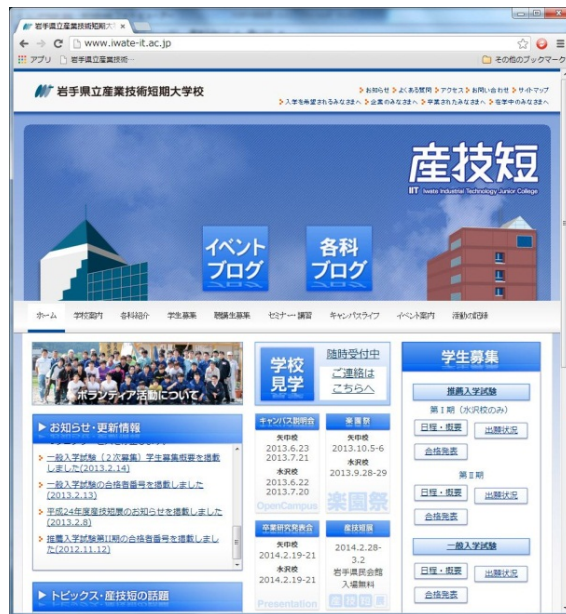 岩手県立産業技術短期大
www.iwate-it.ac.jp
アプリ
岩手県立産業技術…
その他のブックマーク
岩手県立産業技術短期大学校
お知らせ よくある質問 アクセス お問い合わせ サイトマップ
入学を希望されるみなさまへ 企業のみなさまへ 卒業されたみなさまへ 在学中のみなさまへ
産技短
IIT Iwate Industrial Technology Junior College
イベント
ブログ
各科
ブログ
ホーム 学校案内 各科紹介 学生募集 聴講生募集 セミナー・講習 キャンパスライフ イベント案内 活動の記録
ボランティア活動について
学校
見学
随時受付中
ご連絡は
こちらへ
お知らせ・更新情報
一般入学試験(2次募集)学生募集概要を掲載
しました(2013.2.14)
一般入学試験の合格者番号を掲載しました
(2013.2.13)
平成24年度産技短展のお知らせを掲載しました
(2013.2.8)
推薦入学試験第II期の合格者番号を掲載しまし
た(2012.11.12)
トピックス・産技短の話題
キャンパス説明会
矢巾校
2013.6.23
2013.7.21
水沢校
2013.6.22
2013.7.20
OpenCampus
楽園祭
矢巾校
2013.10.5-6
水沢校
2013.9.28-29
楽園祭
卒業研究発表会
矢巾校
2014.2.19-21
水沢校
2014.2.19-21
Presentation
産技短展
2014.2.28-
3.2
岩手県民会館
入場無料
産技短展
学生募集
推薦入学試験
第Ⅰ期(水沢校のみ)
日程・概要 出願状況
合格発表
第Ⅱ期
日程・概要 出願状況
合格発表
一般入学試験
日程・概要 出願状況
合格発表